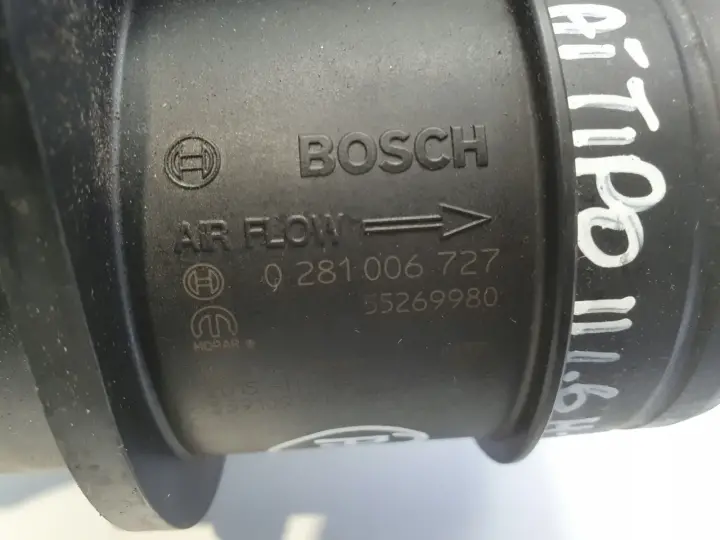 BOSCH
AIR FLOW
0 281 006 727
55269980
MOPAR ®
TIPO III 1.6